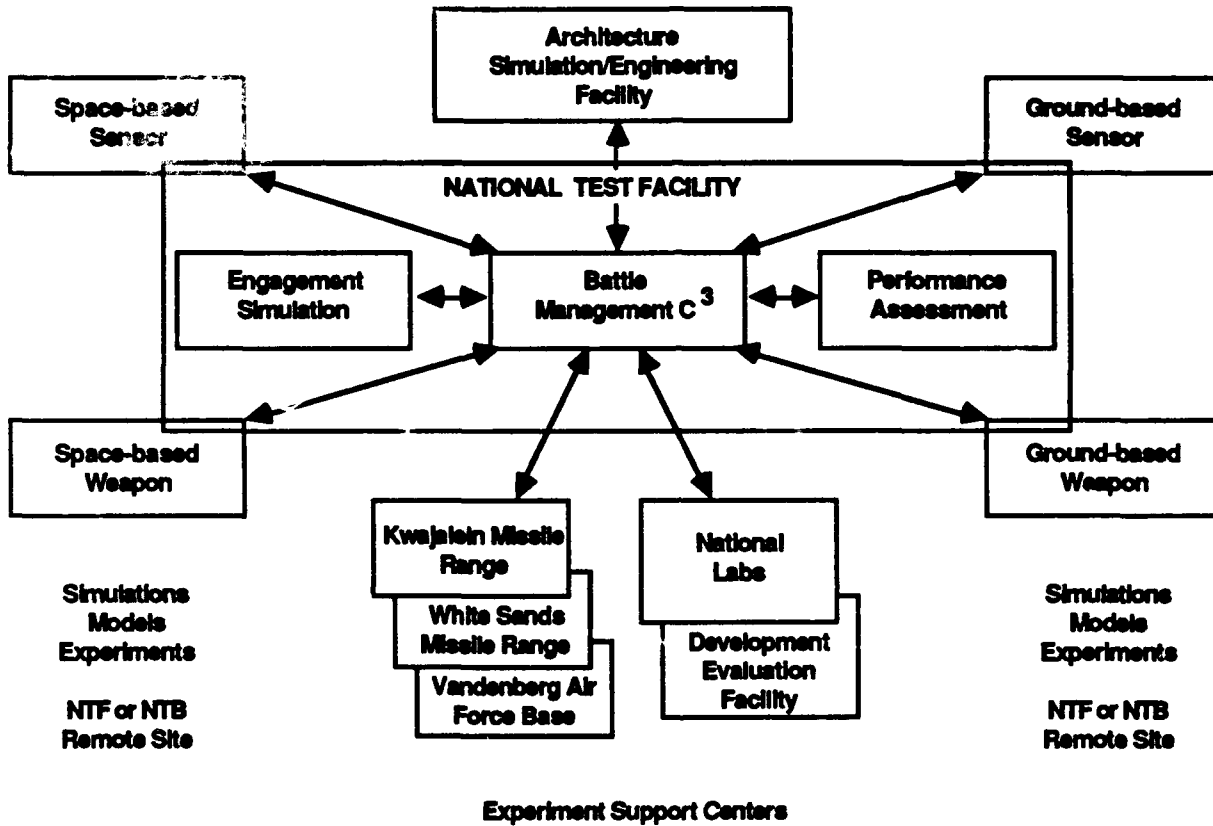 Architecture
Simulation/Engineering
Facility
Space-based
Sensor
Ground-based
Sensor
NATIONAL TEST FACILITY
Engagement
Simulation
Battle
Management C³
Performance
Assessment
Space-based
Weapon
Ground-based
Weapon
Kwajalein Missile
Range
White Sands
Missile Range
Vandenberg Air
Force Base
National
Labs
Development
Evaluation
Facility
Simulations
Models
Experiments
NTF or NTB
Remote Site
Simulations
Models
Experiments
NTF or NTB
Remote Site
Experiment Support Centers